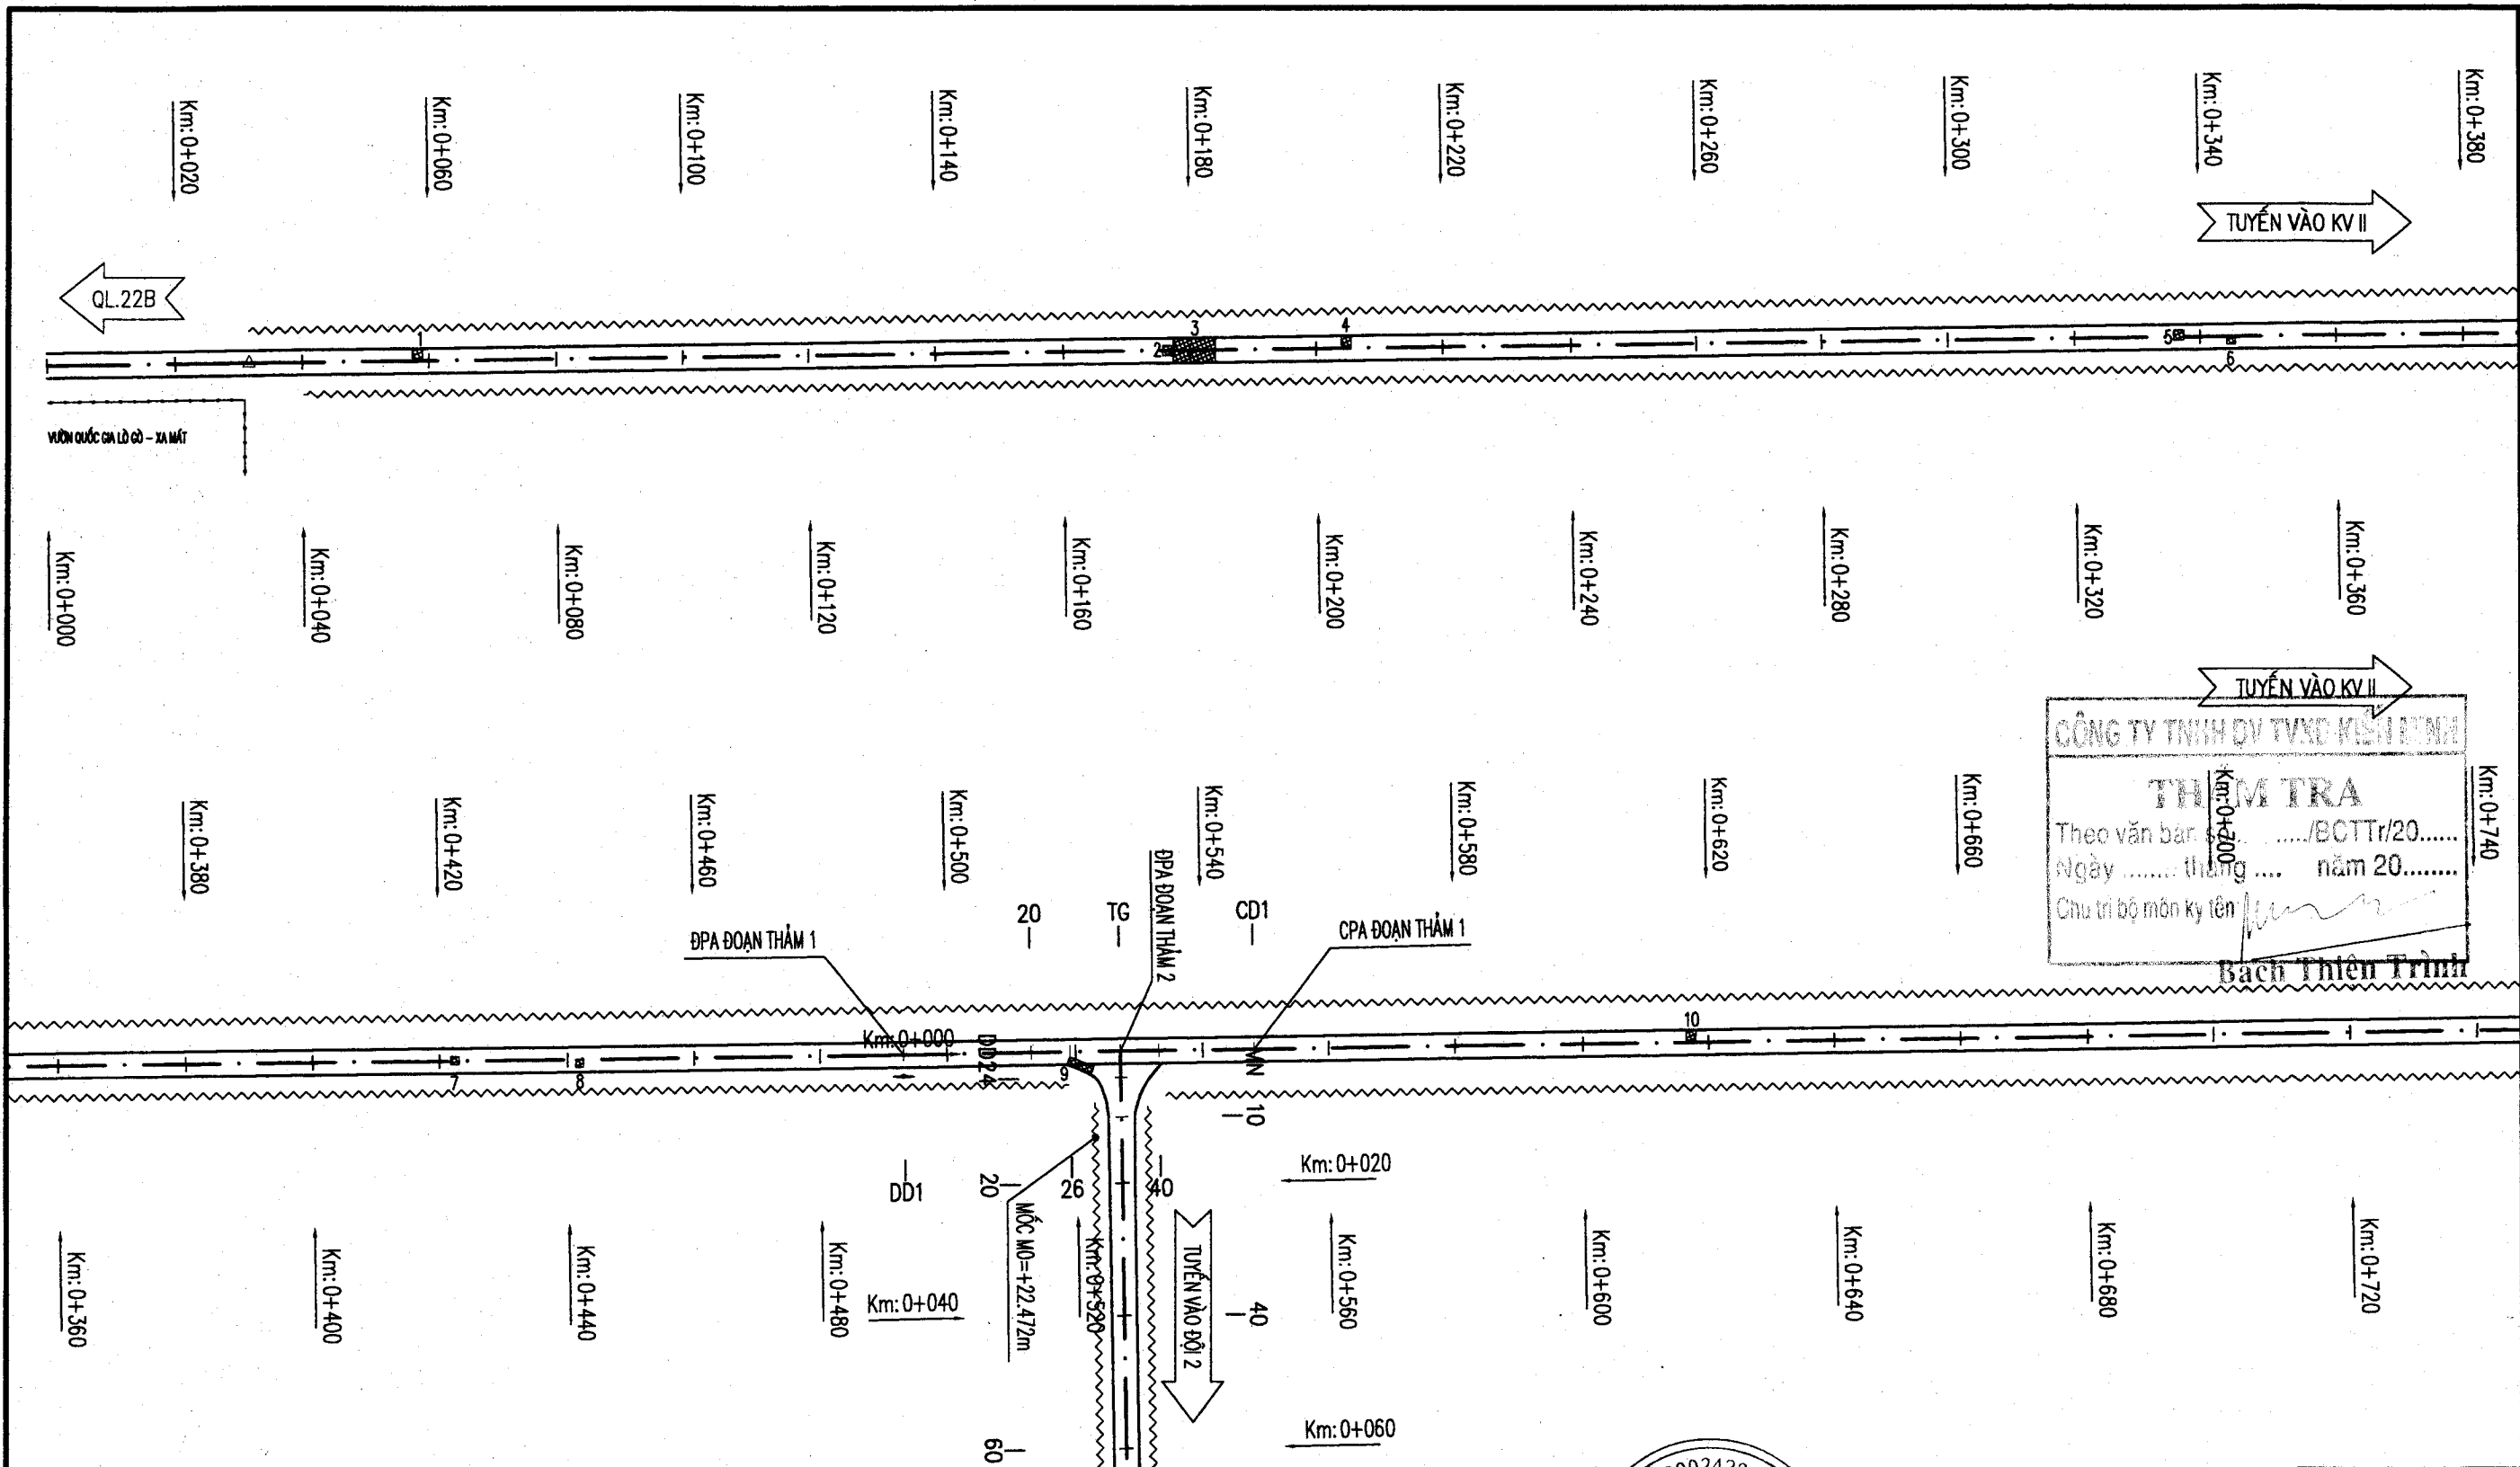 Km: 0+020
Km: 0+060
Km: 0+100
Km: 0+140
Km: 0+180
Km: 0+220
Km: 0+260
Km: 0+300
Km: 0+340
Km: 0+380
TUYẾN VÀO KV II
QL.22B
1
2
3
4
5
6
VƯỜN QUỐC GIA LÒ GÒ – XA MÁT
Km: 0+000
Km: 0+040
Km: 0+080
Km: 0+120
Km: 0+160
Km: 0+200
Km: 0+240
Km: 0+280
Km: 0+320
Km: 0+360
TUYẾN VÀO KV II
CÔNG TY TNHH DV TVXD
THẨM TRA
Theo văn bản số ...../BCTTr/20......
Ngày ........ tháng .... năm 20........
Chủ trì bộ môn ký tên
Bạch Thiên Trình
Km: 0+380
Km: 0+420
Km: 0+460
Km: 0+500
Km: 0+540
Km: 0+580
Km: 0+620
Km: 0+660
Km: 0+700
Km: 0+740
ĐPA ĐOẠN THẢM 1
20
TG
ĐPA ĐOẠN THẢM 2
CD1
CPA ĐOẠN THẢM 1
Km: 0+000
7
8
9
10
10
DD1
20
26
40
Km: 0+020
MỐC M0=+22.472m
TUYẾN VÀO ĐỘI 2
Km: 0+360
Km: 0+400
Km: 0+440
Km: 0+480
Km: 0+040
Km: 0+520
40
Km: 0+560
Km: 0+600
Km: 0+640
Km: 0+680
Km: 0+720
60
Km: 0+060